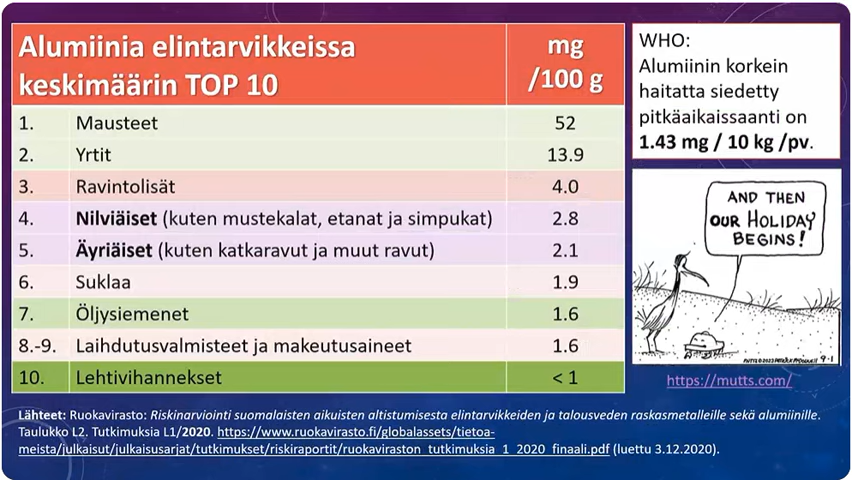 Alumiinia elintarvikkeissa
keskimäärin TOP 10
mg
/100 g
1. Mausteet 52
2. Yrtit 13.9
3. Ravintolisät 4.0
4. Nilviäiset (kuten mustekalat, etanat ja simpukat) 2.8
5. Äyriäiset (kuten katkaravut ja muut ravut) 2.1
6. Suklaa 1.9
7. Öljysiemenet 1.6
8.-9. Laihdutusvalmisteet ja makeutusaineet 1.6
10. Lehtivihannekset < 1
WHO:
Alumiinin korkein
haitatta siedetty
pitkäaikaissaanti on
1.43 mg / 10 kg /pv.
AND THEN
OUR HOLIDAY
BEGINS!
9-1
https://mutts.com/
Lähteet: Ruokavirasto: Riskinarviointi suomalaisten aikuisten altistumisesta elintarvikkeiden ja talousveden raskasmetalleille sekä alumiinille.
Taulukko L2. Tutkimuksia L1/2020. https://www.ruokavirasto.fi/globalassets/tietoa-
meista/julkaisut/julkaisusarjat/tutkimukset/riskiraportit/ruokaviraston_tutkimuksia_1_2020_finaali.pdf (luettu 3.12.2020).